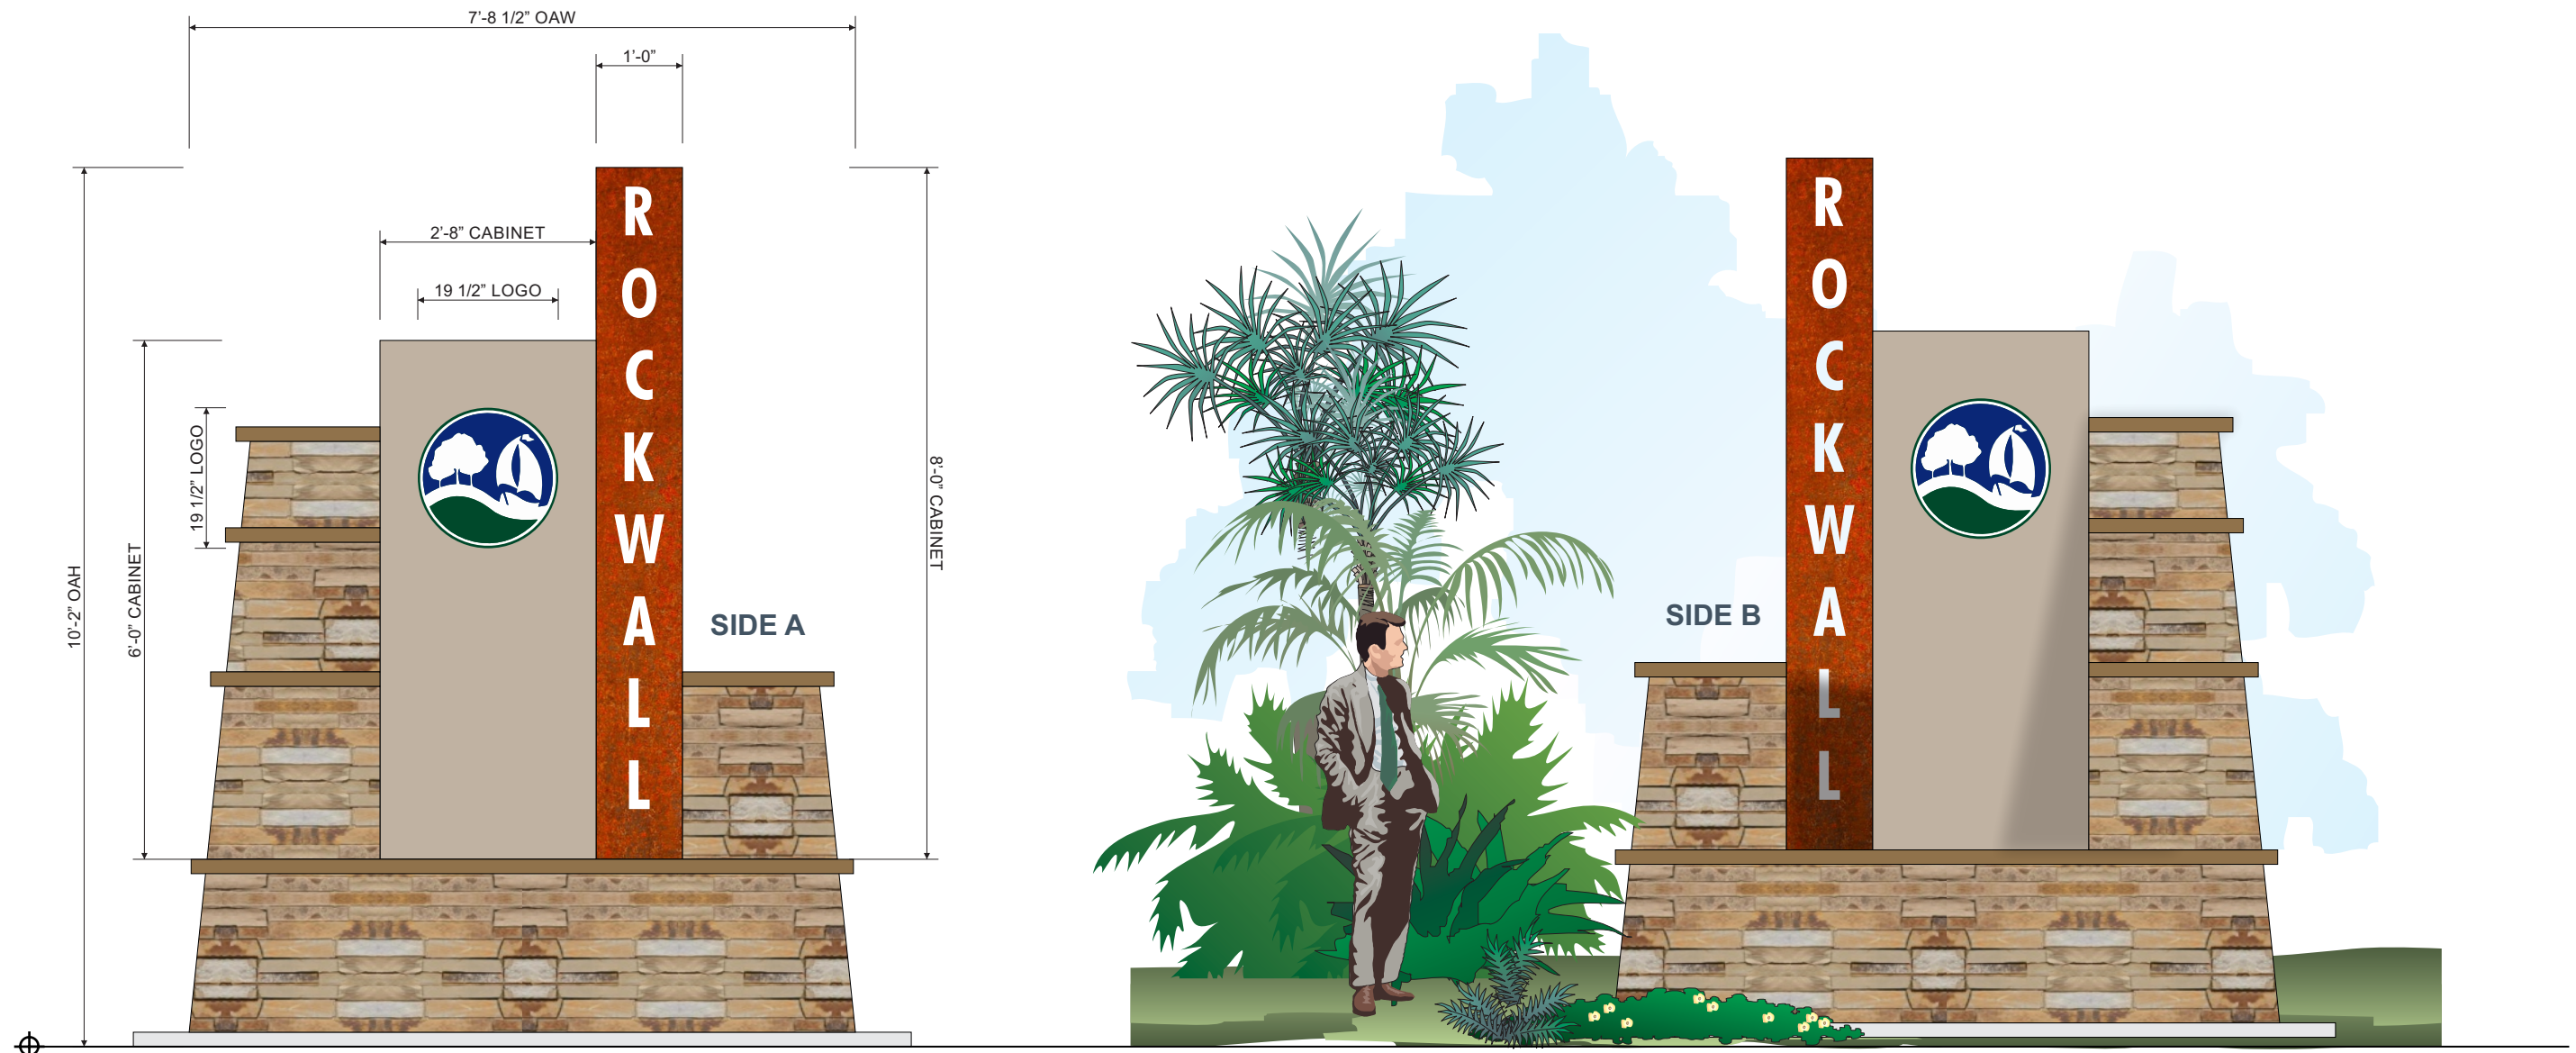 7’-8 1/2” OAW
1’-0”
2’-8” CABINET
19 1/2” LOGO
19 1/2” LOGO
6’-0” CABINET
10’-2” OAH
8’-0” CABINET
ROCKWALL
SIDE A
SIDE B
ROCKWALL